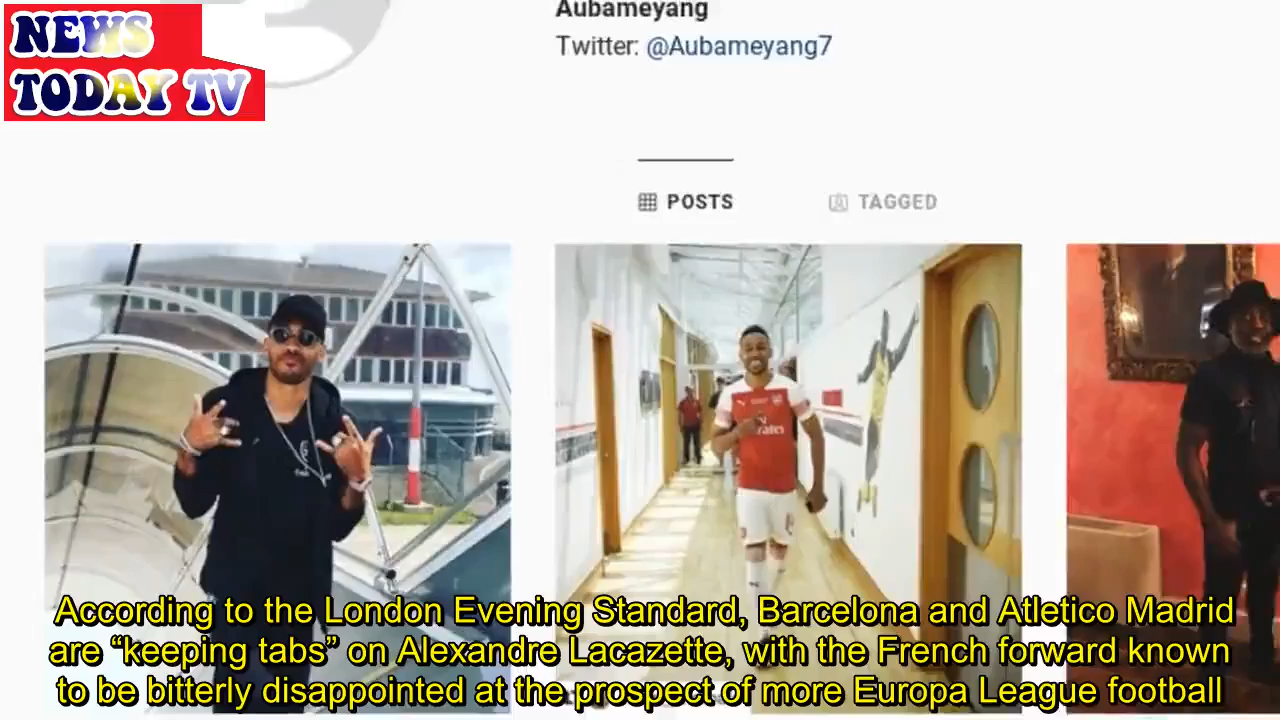 NEWS
TODAY TV
Aubameyang
Twitter: @Aubameyang7
POSTS
TAGGED
According to the London Evening Standard, Barcelona and Atletico Madrid
are “keeping tabs” on Alexandre Lacazette, with the French forward known
to be bitterly disappointed at the prospect of more Europa League football